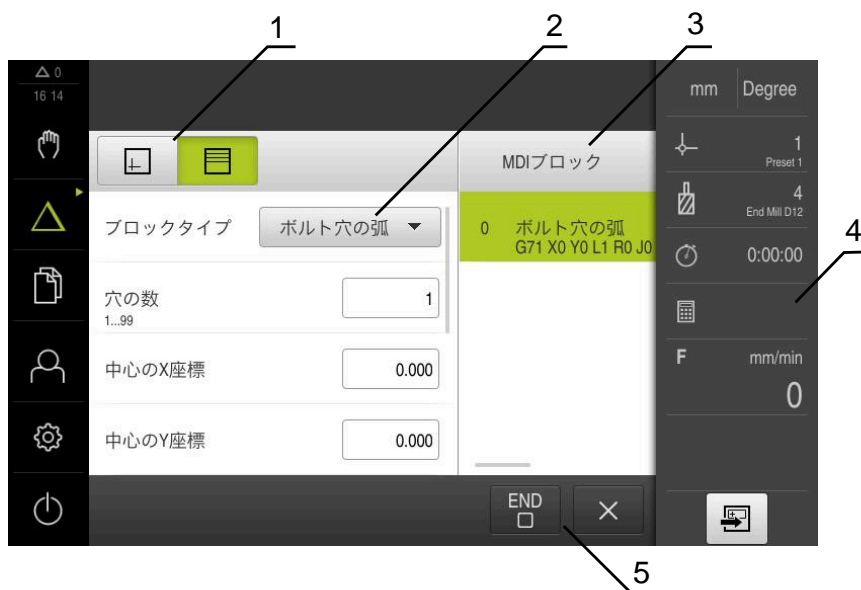 1
2
3
0
16 14
mm Degree
1
Preset 1
MDIブロック
4
End Mill D12
ブロックタイプ
ボルト穴の弧
0 ボルト穴の弧
G71 X0 Y0 L1 R0 J0
0:00:00
4
穴の数
1...99
1
中心のX座標
0.000
F mm/min
0
中心のY座標
0.000
END
5